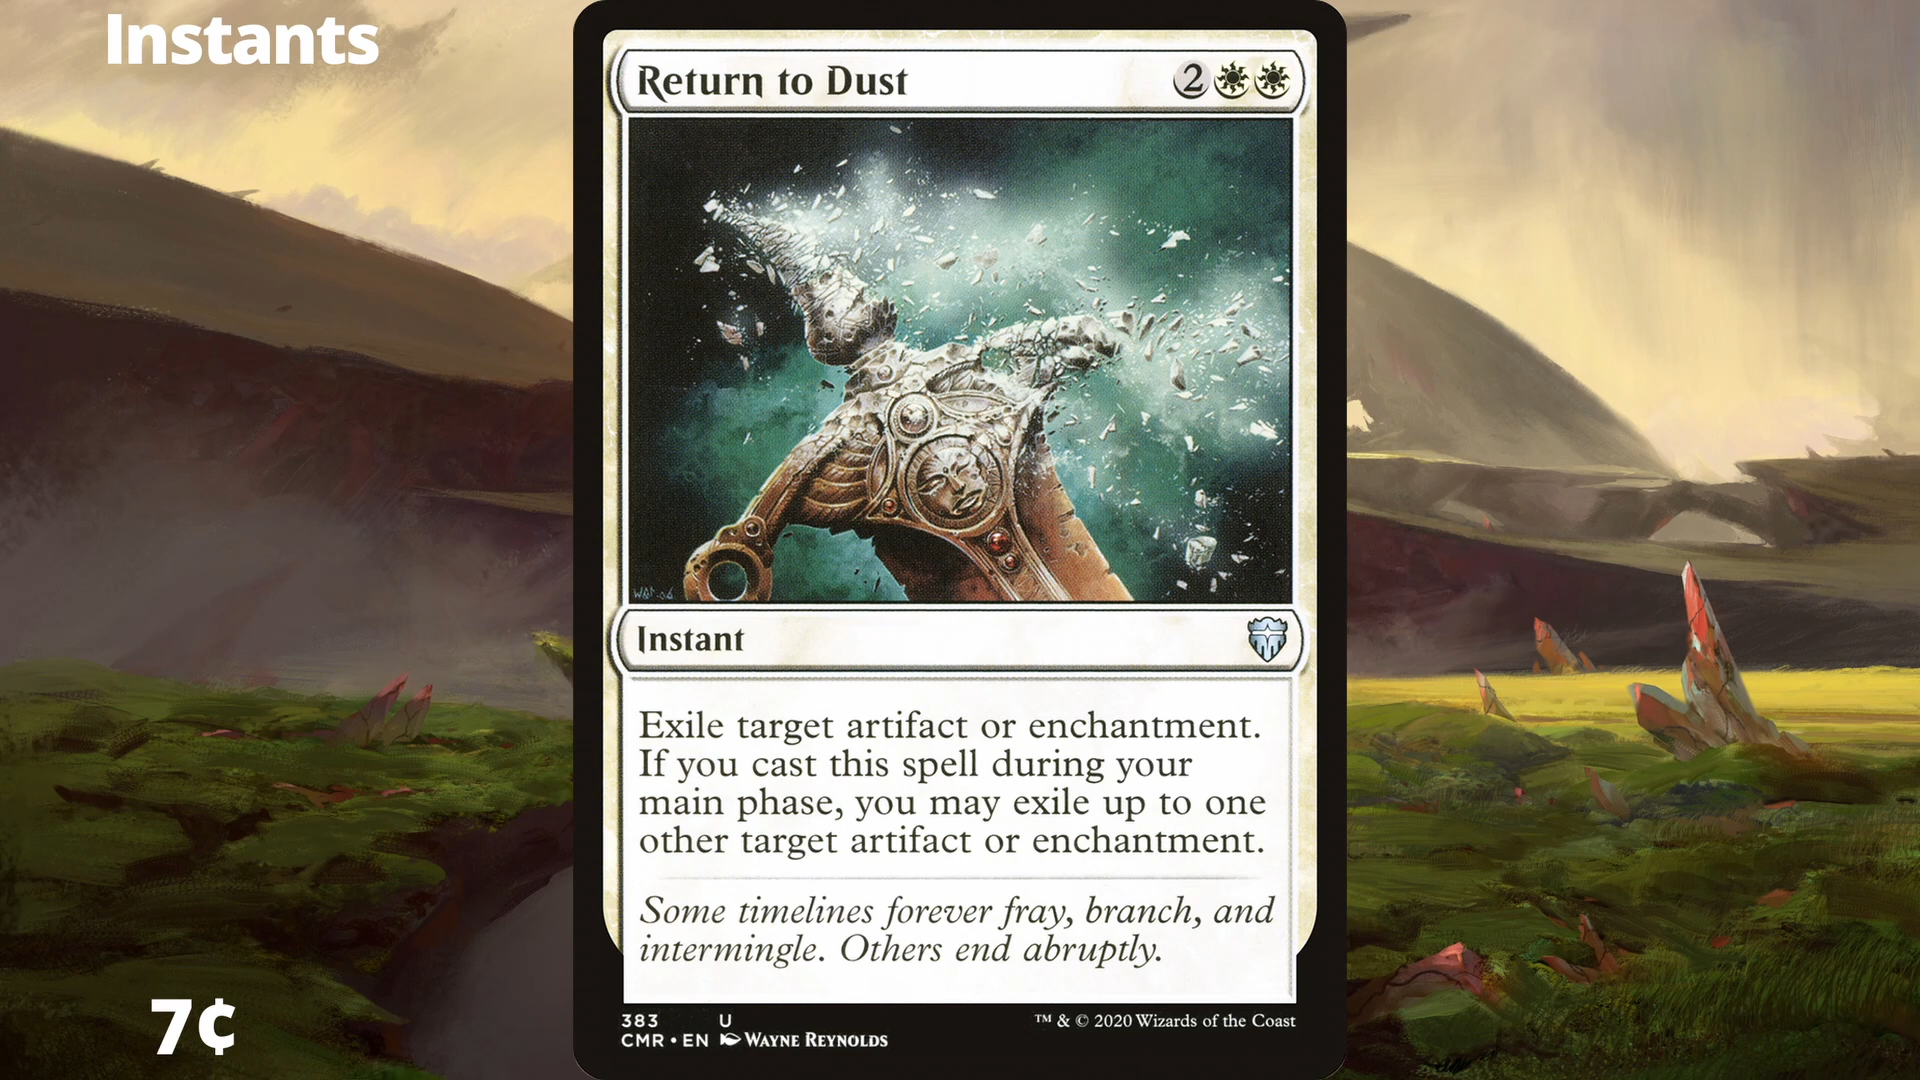 Instants
Return to Dust 2
Instant
Exile target artifact or enchantment.
If you cast this spell during your
main phase, you may exile up to one
other target artifact or enchantment.
Some timelines forever fray, branch, and
intermingle. Others end abruptly.
383 U ™ & © 2020 Wizards of the Coast
CMR • EN WAYNE REYNOLDS
7¢